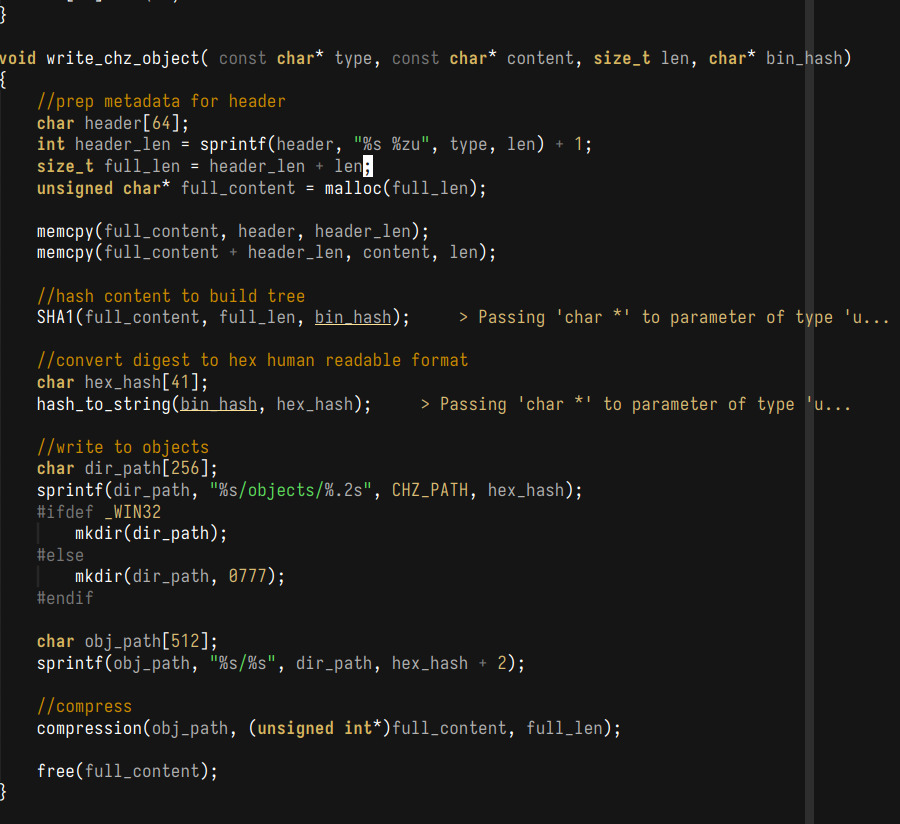 }
void write_chz_object( const char* type, const char* content, size_t len, char* bin_hash)
{
//prep metadata for header
char header[64];
int header_len = sprintf(header, "%s %zu", type, len) + 1;
size_t full_len = header_len + len;
unsigned char* full_content = malloc(full_len);
memcpy(full_content, header, header_len);
memcpy(full_content + header_len, content, len);
//hash content to build tree
SHA1(full_content, full_len, bin_hash); > Passing 'char *' to parameter of type 'u...
//convert digest to hex human readable format
char hex_hash[41];
hash_to_string(bin_hash, hex_hash); > Passing 'char *' to parameter of type 'u...
//write to objects
char dir_path[256];
sprintf(dir_path, "%s/objects/%.2s", CHZ_PATH, hex_hash);
#ifdef _WIN32
mkdir(dir_path);
#else
mkdir(dir_path, 0777);
#endif
char obj_path[512];
sprintf(obj_path, "%s/%s", dir_path, hex_hash + 2);
//compress
compression(obj_path, (unsigned int*)full_content, full_len);
free(full_content);
}